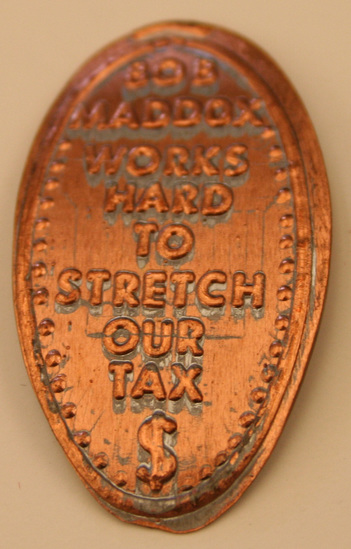 BOB
MADDOX
WORKS
HARD
TO
STRETCH
OUR
TAX
$